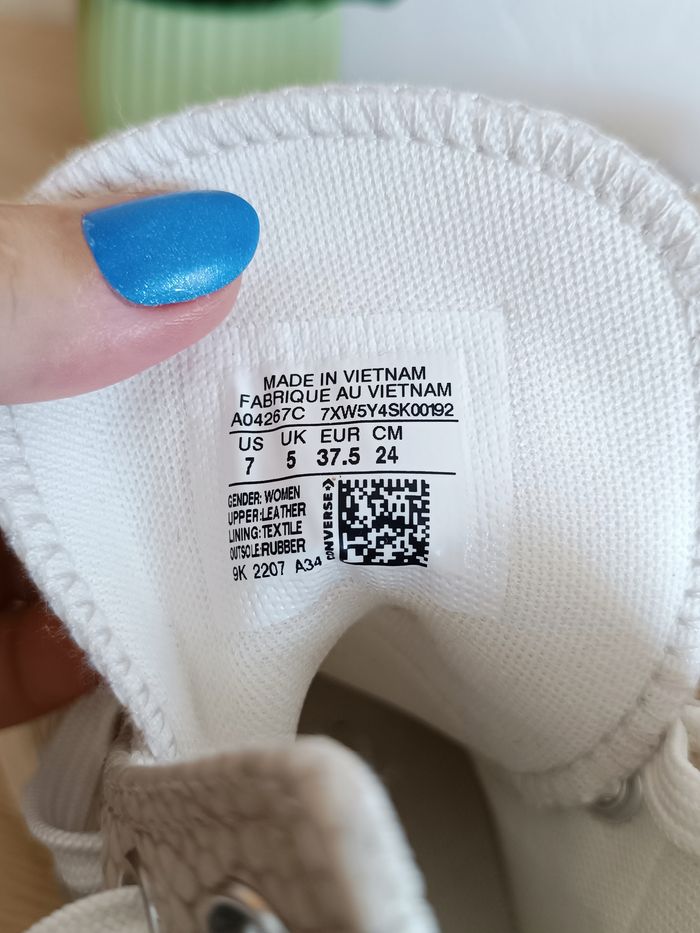 MADE IN VIETNAM
FABRIQUE AU VIETNAM
A04267C 7XW5Y4SK00192
US UK EUR CM
7 5 37.5 24
GENDER: WOMEN
UPPER:LEATHER
LINING:TEXTILE
OUTSOLE:RUBBER
CONVERSE
9K 2207 A34